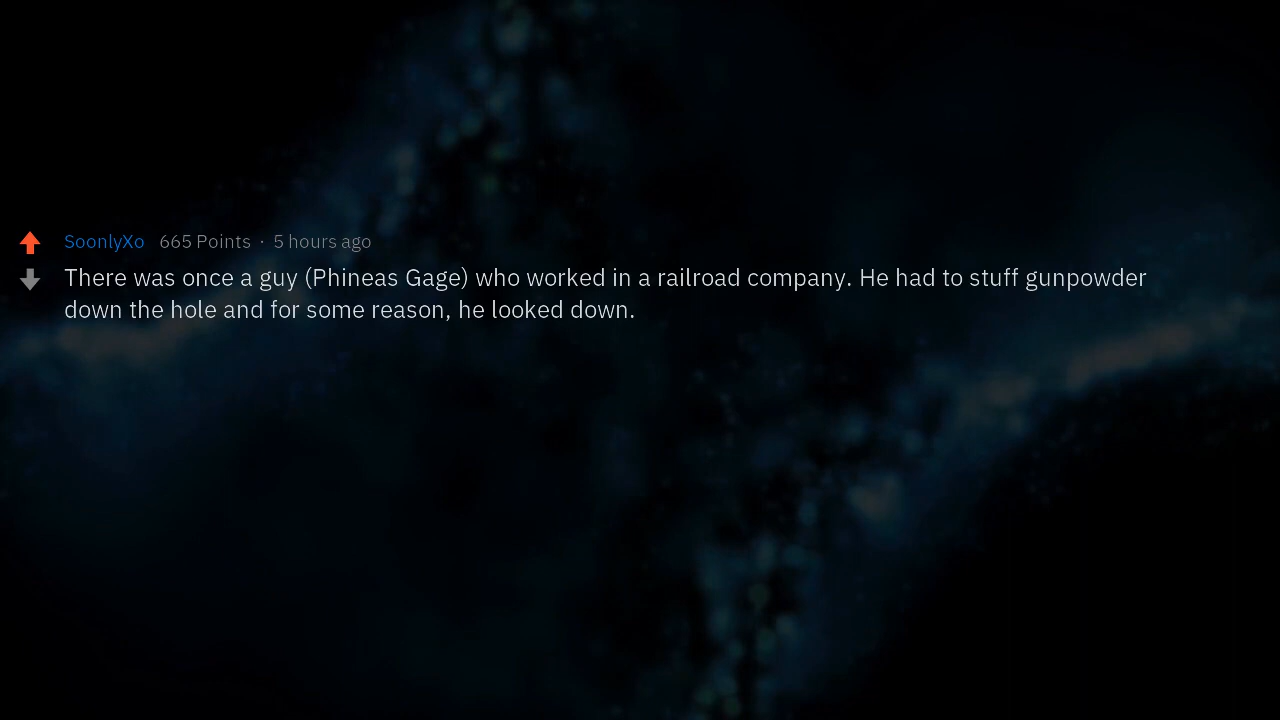 SoonlyXo 665 Points · 5 hours ago
There was once a guy (Phineas Gage) who worked in a railroad company. He had to stuff gunpowder
down the hole and for some reason, he looked down.